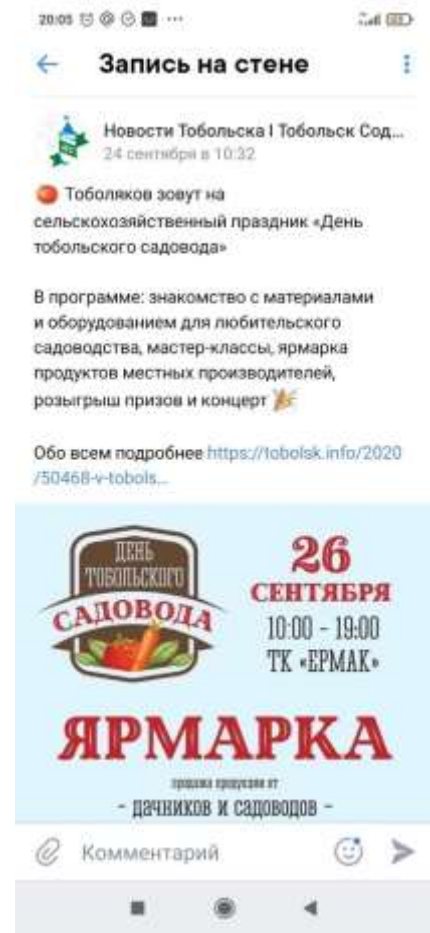 20:05
Запись на стене
Новости Тобольска I Тобольск Сод...
24 сентября в 10:32
Тоболяков зовут на
сельскохозяйственный праздник «День
тобольского садовода»
В программе: знакомство с материалами
и оборудованием для любительского
садоводства, мастер-классы, ярмарка
продуктов местных производителей,
розыгрыш призов и концерт
Обо всем подробнее https://tobolsk.info/2020
/50468-v-tobols...
ДЕНЬ
ТОБОЛЬСКОГО
САДОВОДА
26
СЕНТЯБРЯ
10:00 - 19:00
ТК «ЕРМАК»
ЯРМАРКА
продажа продукции от
- ДАЧНИКОВ И САДОВОДОВ -
Комментарий